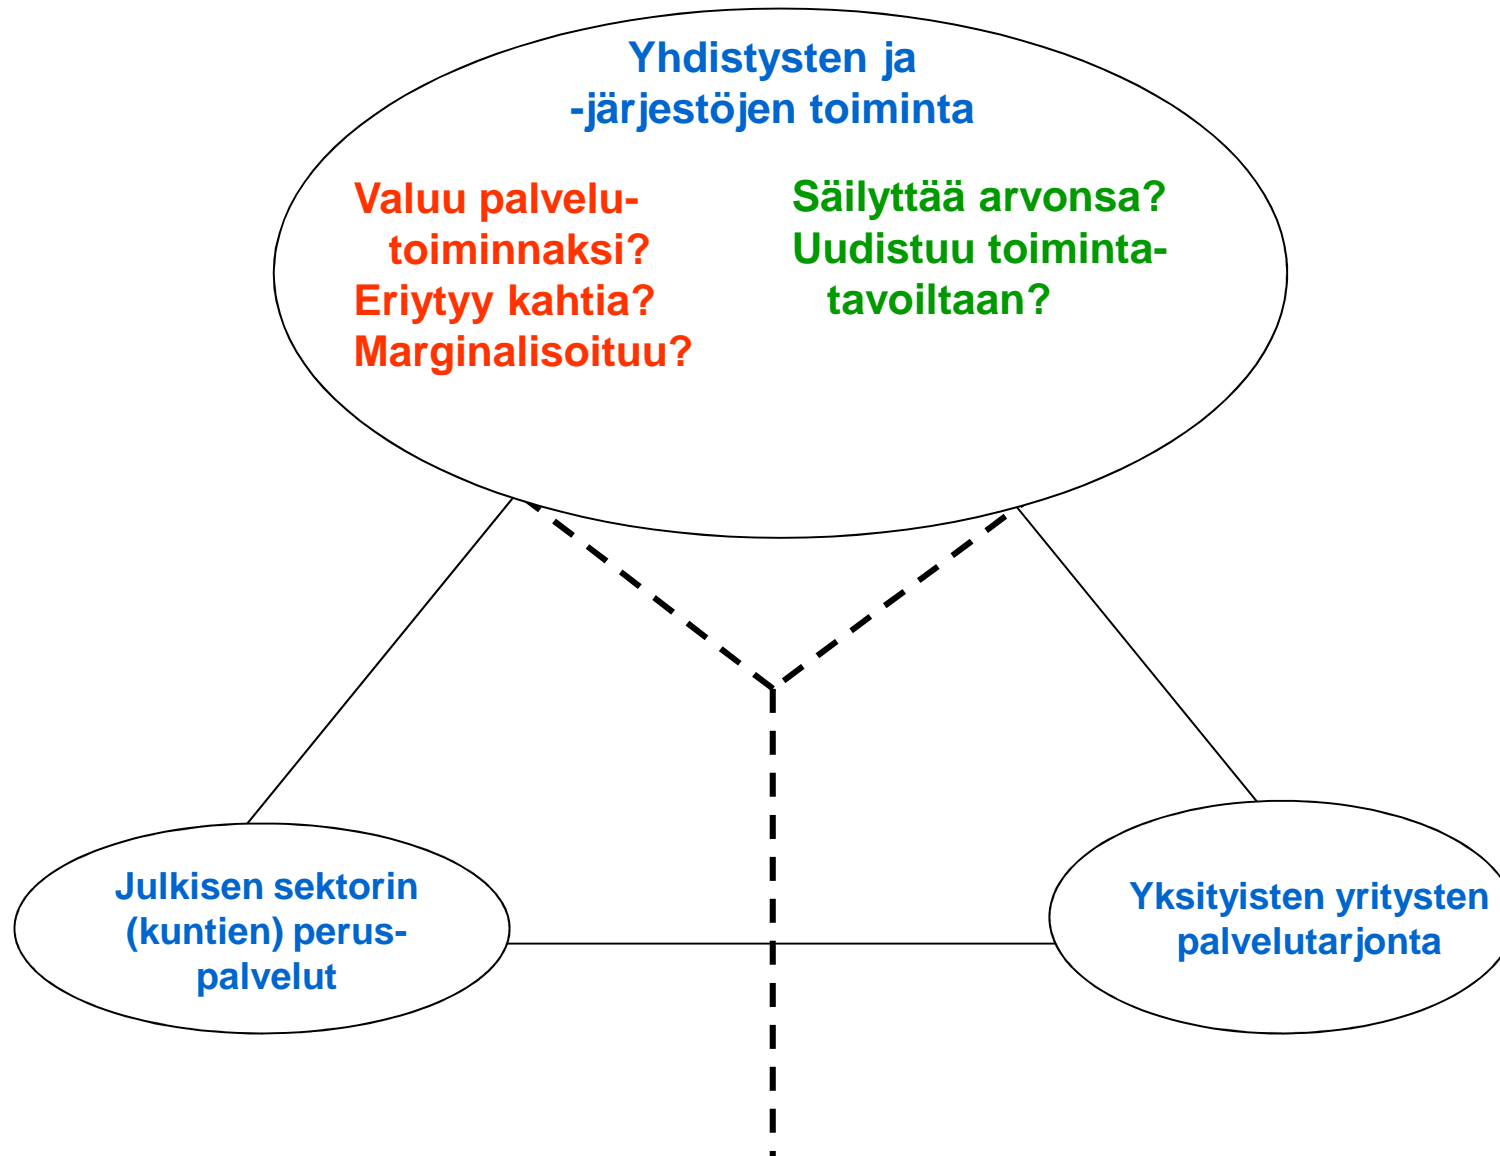 Yhdistysten ja
-järjestöjen toiminta
Valuu palvelu-
toiminnaksi?
Eriytyy kahtia?
Marginalisoituu?
Säilyttää arvonsa?
Uudistuu toiminta-
tavoiltaan?
Julkisen sektorin
(kuntien) perus-
palvelut
Yksityisten yritysten
palvelutarjonta